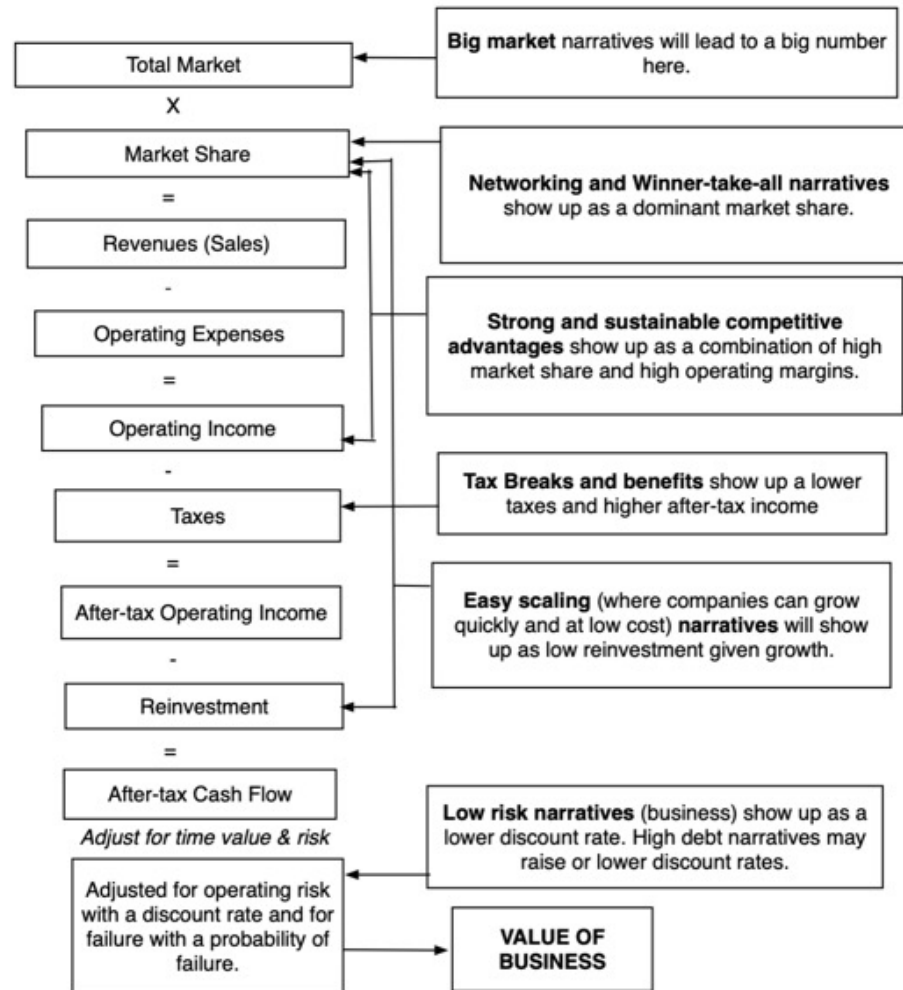 Big market narratives will lead to a big number
here.
Total Market
X
Market Share
Networking and Winner-take-all narratives
show up as a dominant market share.
=
Revenues (Sales)
-
Strong and sustainable competitive
advantages show up as a combination of high
market share and high operating margins.
Operating Expenses
=
Operating Income
-
Tax Breaks and benefits show up a lower
taxes and higher after-tax income
Taxes
=
Easy scaling (where companies can grow
quickly and at low cost) narratives will show
up as low reinvestment given growth.
After-tax Operating Income
-
Reinvestment
=
After-tax Cash Flow
Low risk narratives (business) show up as a
lower discount rate. High debt narratives may
raise or lower discount rates.
Adjust for time value & risk
Adjusted for operating risk
with a discount rate and for
failure with a probability of
failure.
VALUE OF
BUSINESS